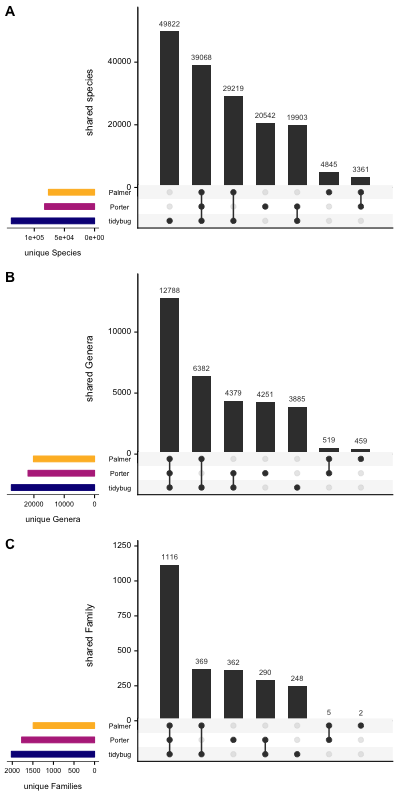 A
49822
39068
29219
20542
19903
4845
3361
40000
20000
0
shared species
Palmer
Porter
tidybug
1e+05 5e+04 0e+00
unique Species
B
12788
6382
4379
4251
3885
519
459
10000
5000
0
shared Genera
Palmer
Porter
tidybug
20000 10000 0
unique Genera
C
1250
1000
750
500
250
0
1116
369
362
290
248
5
2
shared Family
Palmer
Porter
tidybug
2000 1500 1000 500 0
unique Families